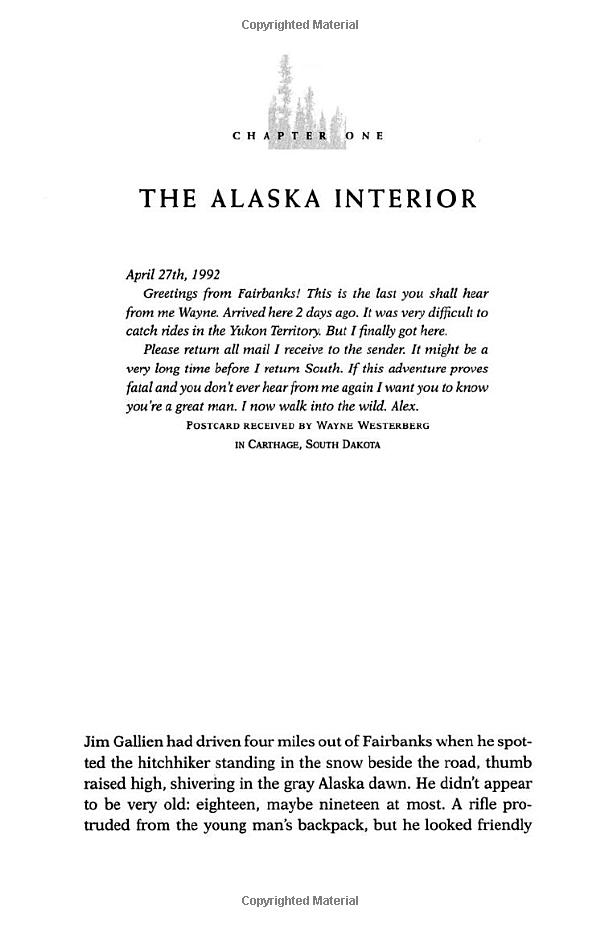 Copyrighted Material
CHAPTER ONE
THE ALASKA INTERIOR
April 27th, 1992
Greetings from Fairbanks! This is the last you shall hear
from me Wayne. Arrived here 2 days ago. It was very difficult to
catch rides in the Yukon Territory. But I finally got here.
Please return all mail I receive to the sender. It might be a
very long time before I return South. If this adventure proves
fatal and you don't ever hear from me again I want you to know
you're a great man. I now walk into the wild. Alex.
POSTCARD RECEIVED BY WAYNE WESTERBERG
IN CARTHAGE, SOUTH DAKOTA
Jim Gallien had driven four miles out of Fairbanks when he spot-
ted the hitchhiker standing in the snow beside the road, thumb
raised high, shivering in the gray Alaska dawn. He didn't appear
to be very old: eighteen, maybe nineteen at most. A rifle pro-
truded from the young man's backpack, but he looked friendly
Copyrighted Material